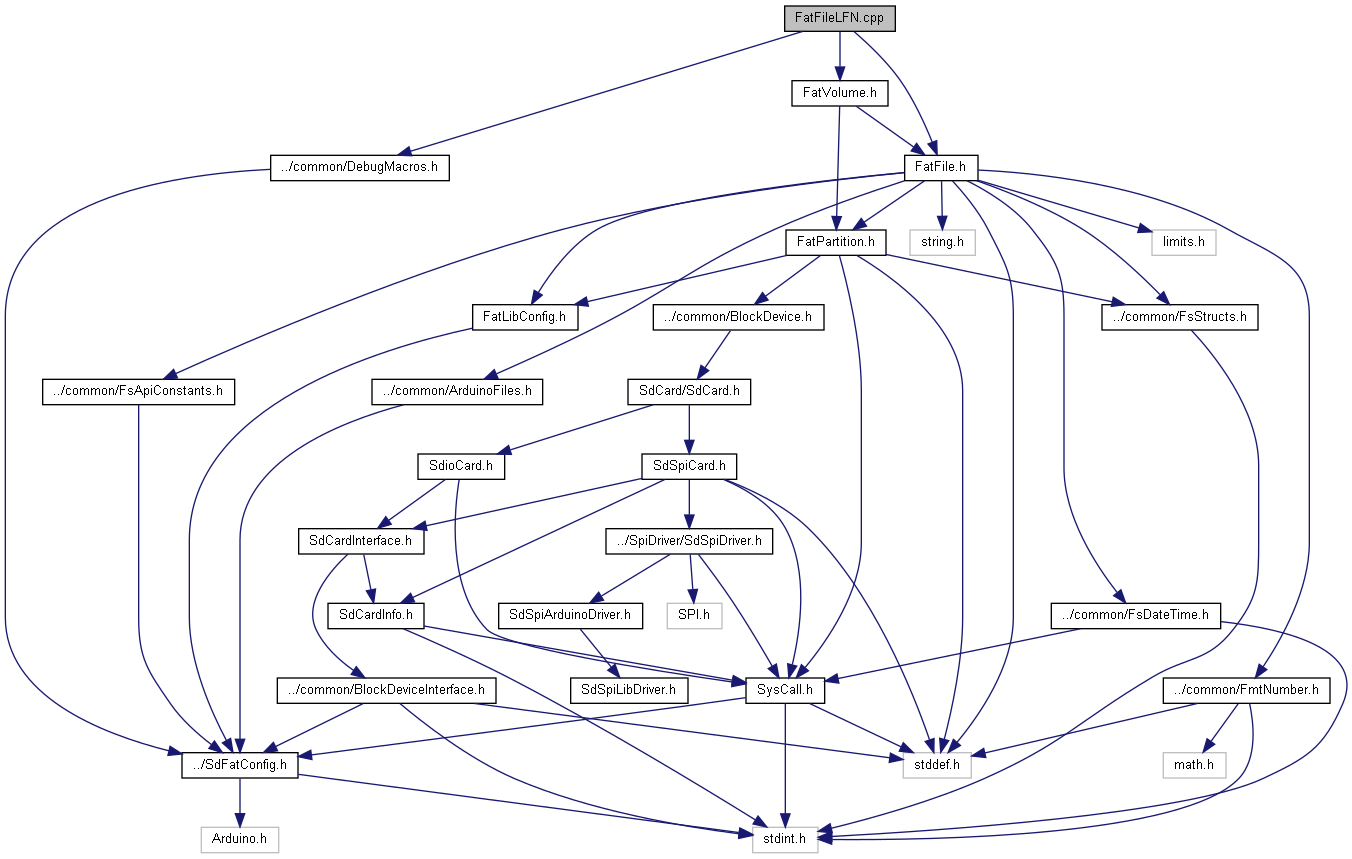 FatFileLFN.cpp
FatVolume.h
../common/DebugMacros.h
FatFile.h
FatPartition.h
string.h
limits.h
FatLibConfig.h
../common/BlockDevice.h
../common/FsStructs.h
../common/FsApiConstants.h
../common/ArduinoFiles.h
SdCard/SdCard.h
SdioCard.h
SdSpiCard.h
SdCardInterface.h
../SpiDriver/SdSpiDriver.h
SdCardInfo.h
SdSpiArduinoDriver.h
SPI.h
../common/FsDateTime.h
../common/BlockDeviceInterface.h
SdSpiLibDriver.h
SysCall.h
../common/FmtNumber.h
../SdFatConfig.h
stddef.h
math.h
Arduino.h
stdint.h